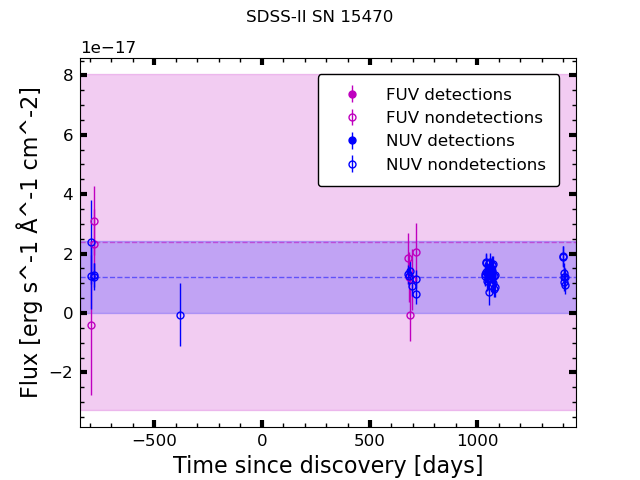 SDSS-II SN 15470
1e−17
8
6
4
2
0
−2
Flux [erg s^-1 Å^-1 cm^-2]
FUV detections
FUV nondetections
NUV detections
NUV nondetections
−500
0
500
1000
Time since discovery [days]